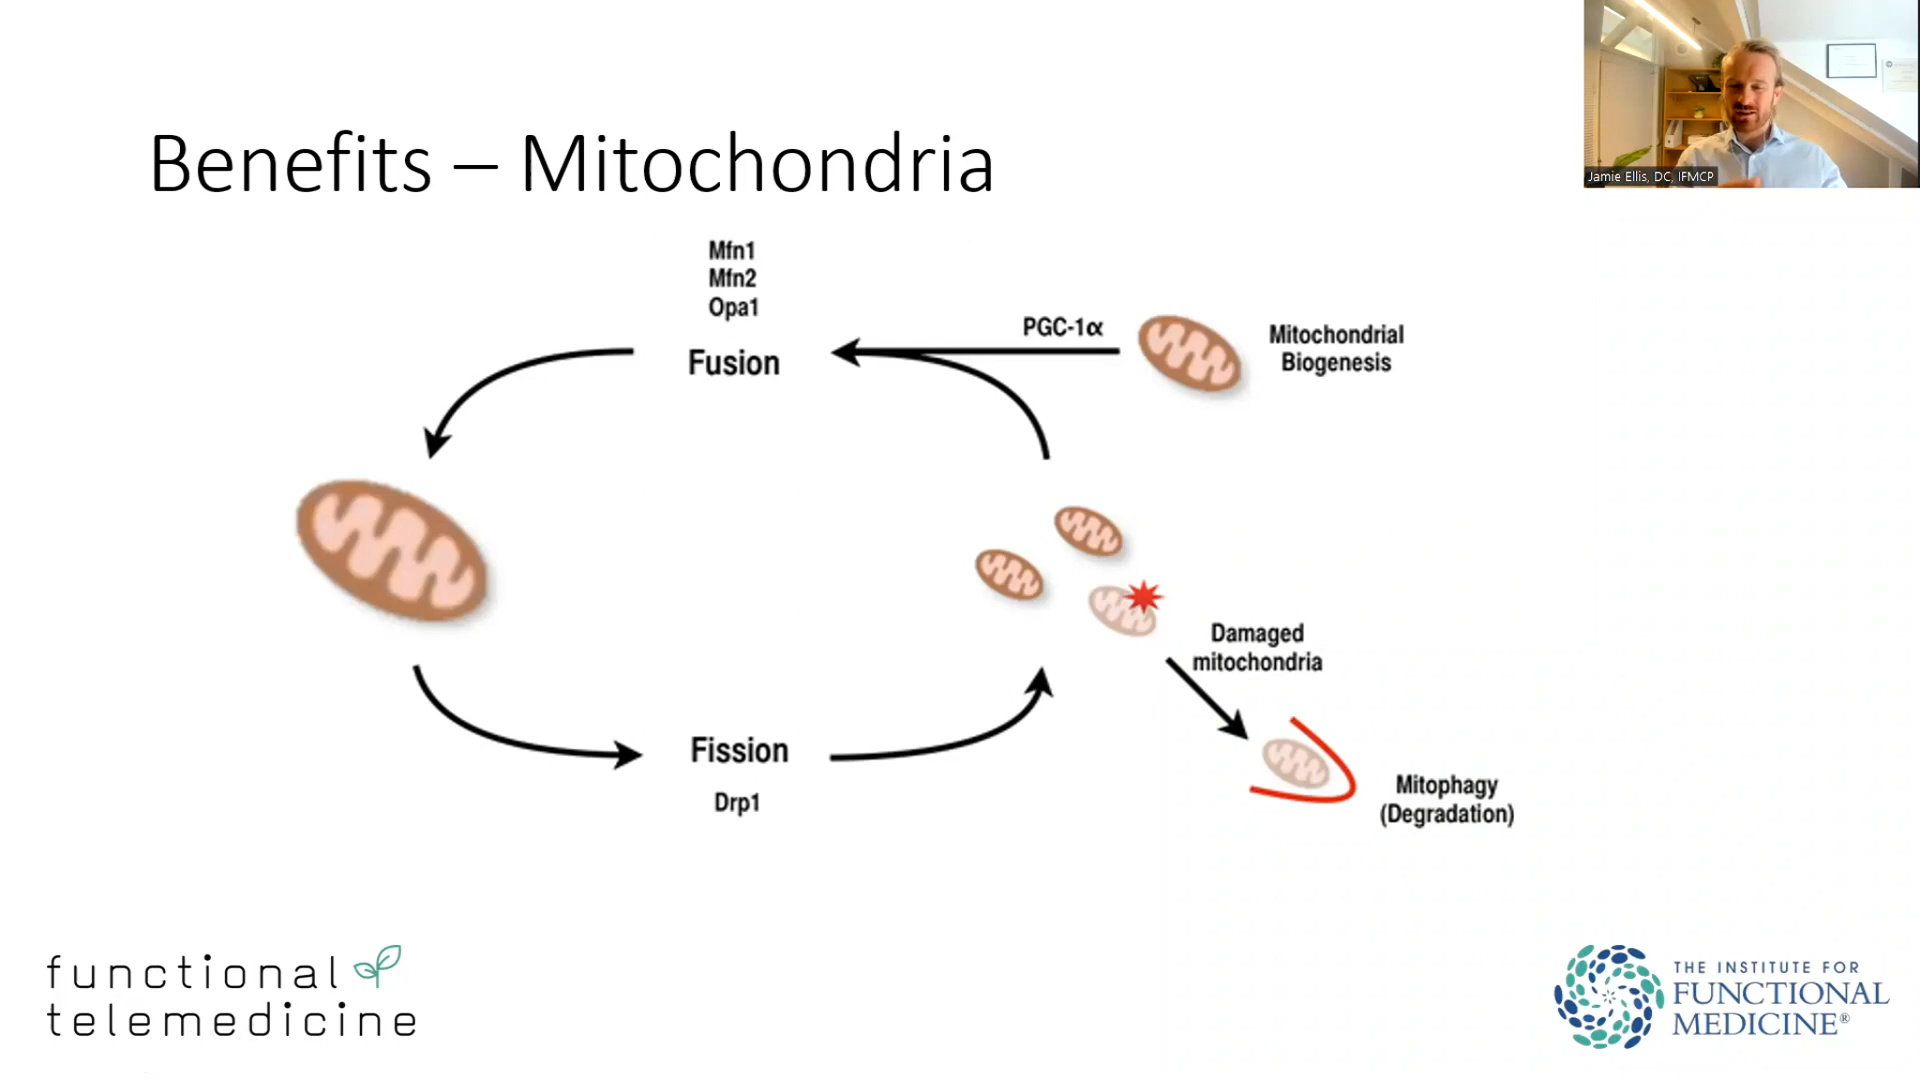 Jamie Ellis, DC, IFMCP
Benefits – Mitochondria
Mfn1
Mfn2
Opa1
Fusion
PGC-1α
Mitochondrial
Biogenesis
Damaged
mitochondria
Fission
Drp1
Mitophagy
(Degradation)
functional
telemedicine
THE INSTITUTE FOR
FUNCTIONAL
MEDICINE®